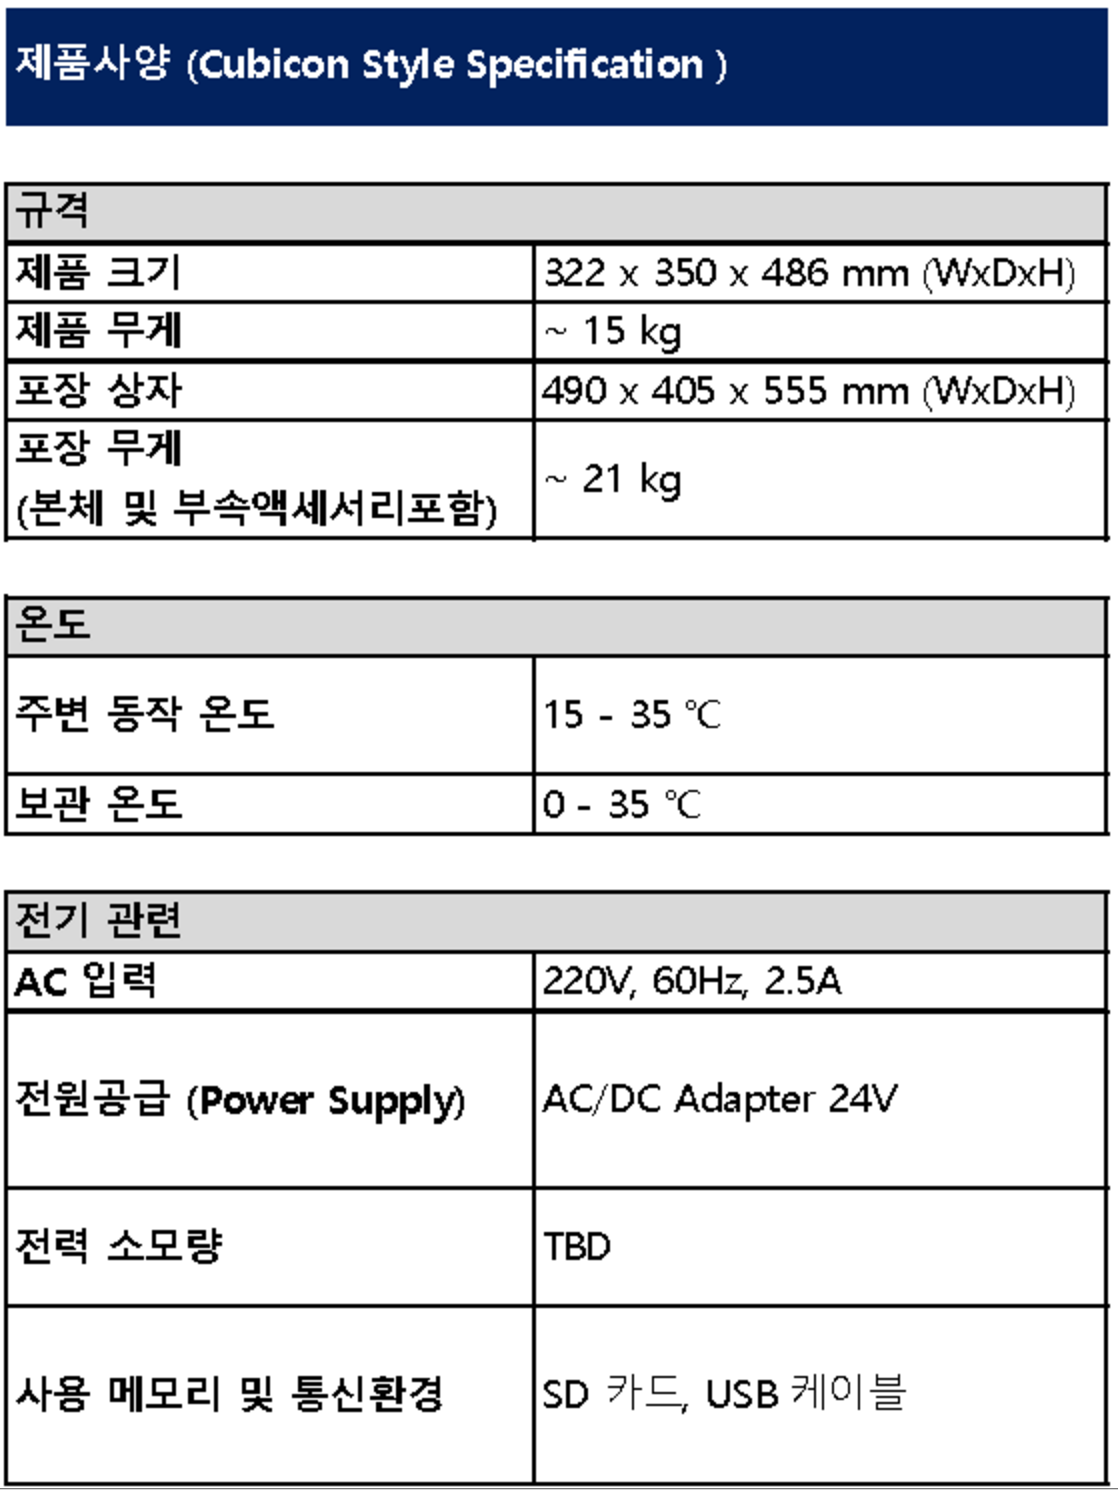 제품사양 (Cubicon Style Specification )
규격
제품 크기 322 x 350 x 486 mm (WxDxH)
제품 무게 ~ 15 kg
포장 상자 490 x 405 x 555 mm (WxDxH)
포장 무게
(본체 및 부속액세서리포함) ~ 21 kg
온도
주변 동작 온도 15 - 35 ℃
보관 온도 0 - 35 ℃
전기 관련
AC 입력 220V, 60Hz, 2.5A
전원공급 (Power Supply) AC/DC Adapter 24V
전력 소모량 TBD
사용 메모리 및 통신환경 SD 카드, USB 케이블